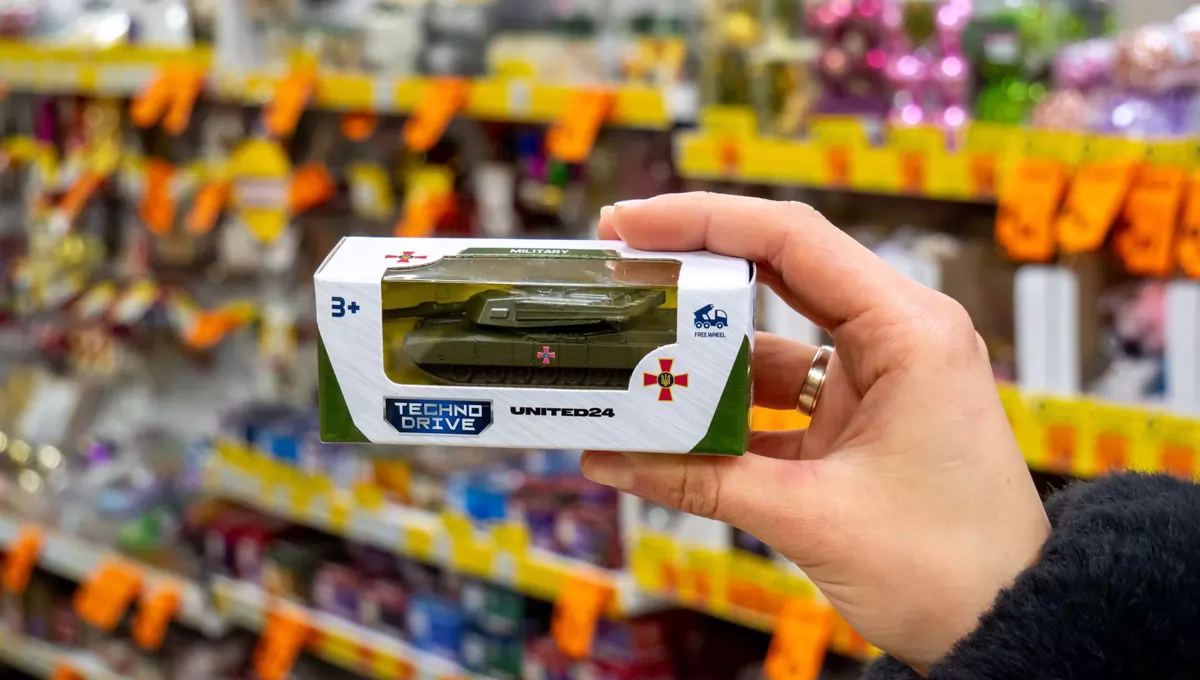 MILITARY
3+
FREE WHEEL
TECHNO
DRIVE
UNITED24